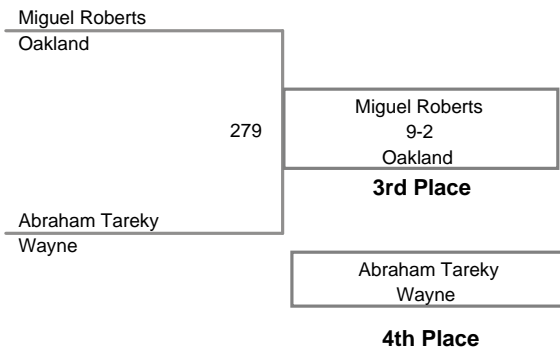 Miguel Roberts
Oakland
279
Miguel Roberts
9-2
Oakland
3rd Place
Abraham Tareky
Wayne
Abraham Tareky
Wayne
4th Place